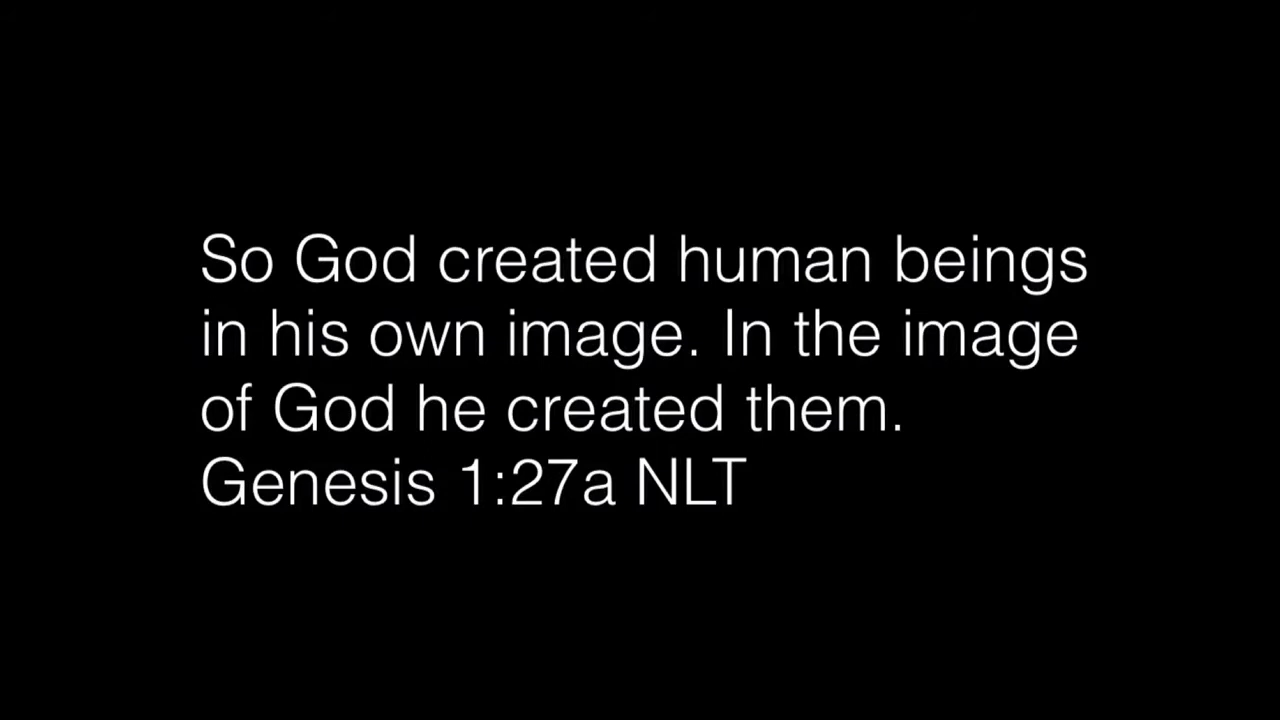 So God created human beings
in his own image. In the image
of God he created them.
Genesis 1:27a NLT